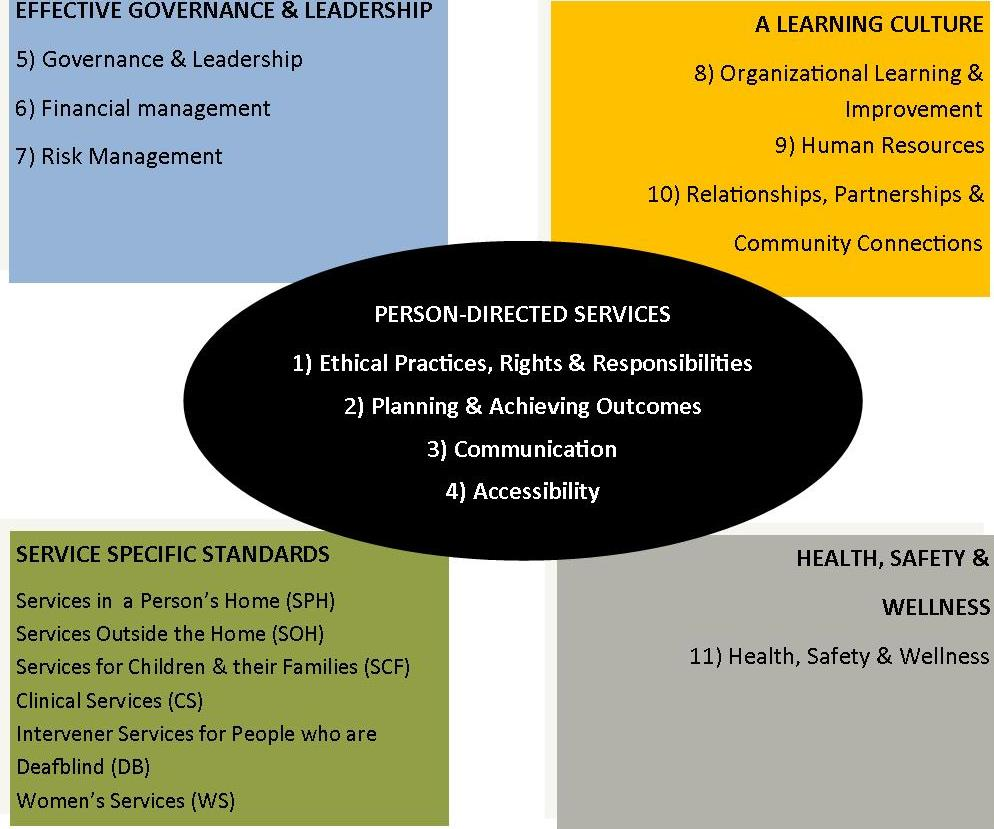 EFFECTIVE GOVERNANCE & LEADERSHIP
5) Governance & Leadership
6) Financial management
7) Risk Management
A LEARNING CULTURE
8) Organizational Learning &
Improvement
9) Human Resources
10) Relationships, Partnerships &
Community Connections
PERSON-DIRECTED SERVICES
1) Ethical Practices, Rights & Responsibilities
2) Planning & Achieving Outcomes
3) Communication
4) Accessibility
SERVICE SPECIFIC STANDARDS
Services in a Person's Home (SPH)
Services Outside the Home (SOH)
Services for Children & their Families (SCF)
Clinical Services (CS)
Intervener Services for People who are
Deafblind (DB)
Women's Services (WS)
HEALTH, SAFETY &
WELLNESS
11) Health, Safety & Wellness